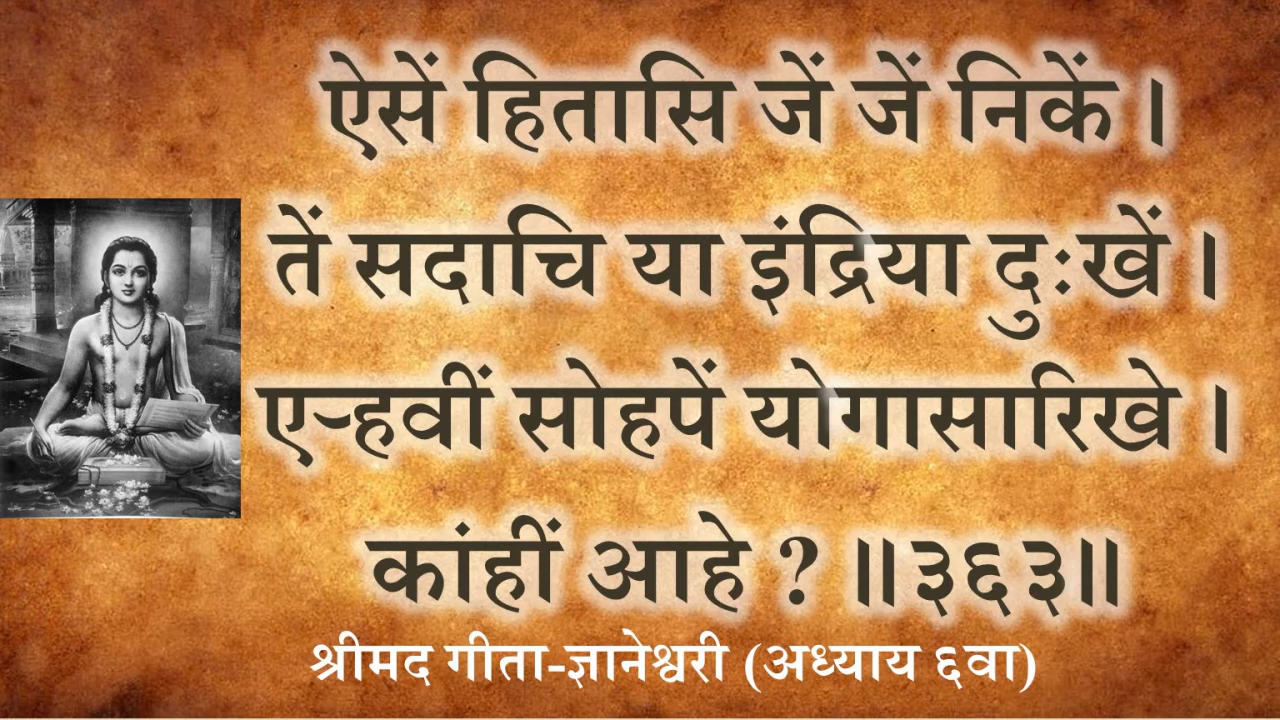 ऐसें हितासि जें जें निकें ।
तें सदाचि या इंद्रिया दुःखें ।
एऱ्हवीं सोहपें योगासारिखे ।
कांहीं आहे ? ॥३६३॥
श्रीमद गीता-ज्ञानेश्वरी (अध्याय ६वा)